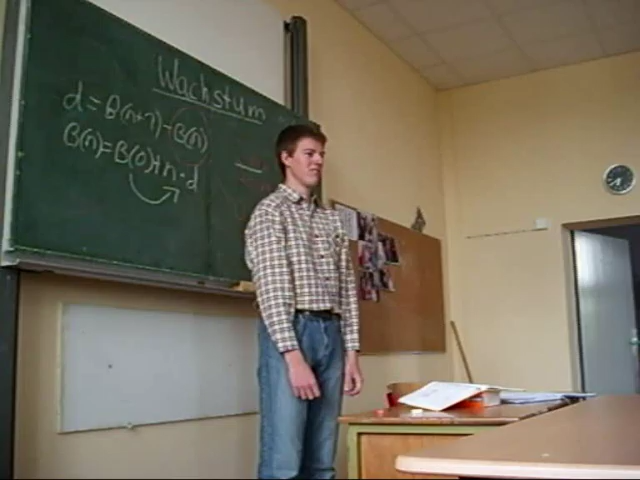 Wachstum
d = B(n+1) - B(n)
B(n) = B(0) + n · d